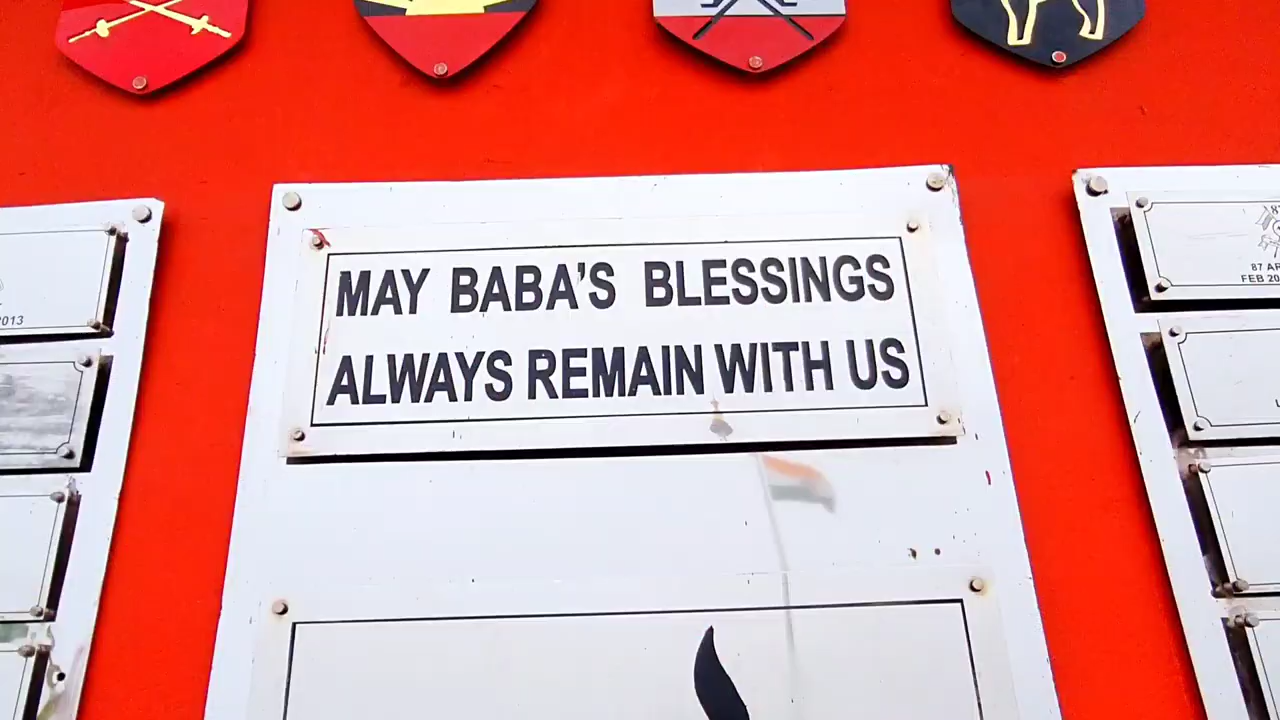 MAY BABA'S BLESSINGS
ALWAYS REMAIN WITH US
2013
87 AR
FEB 20